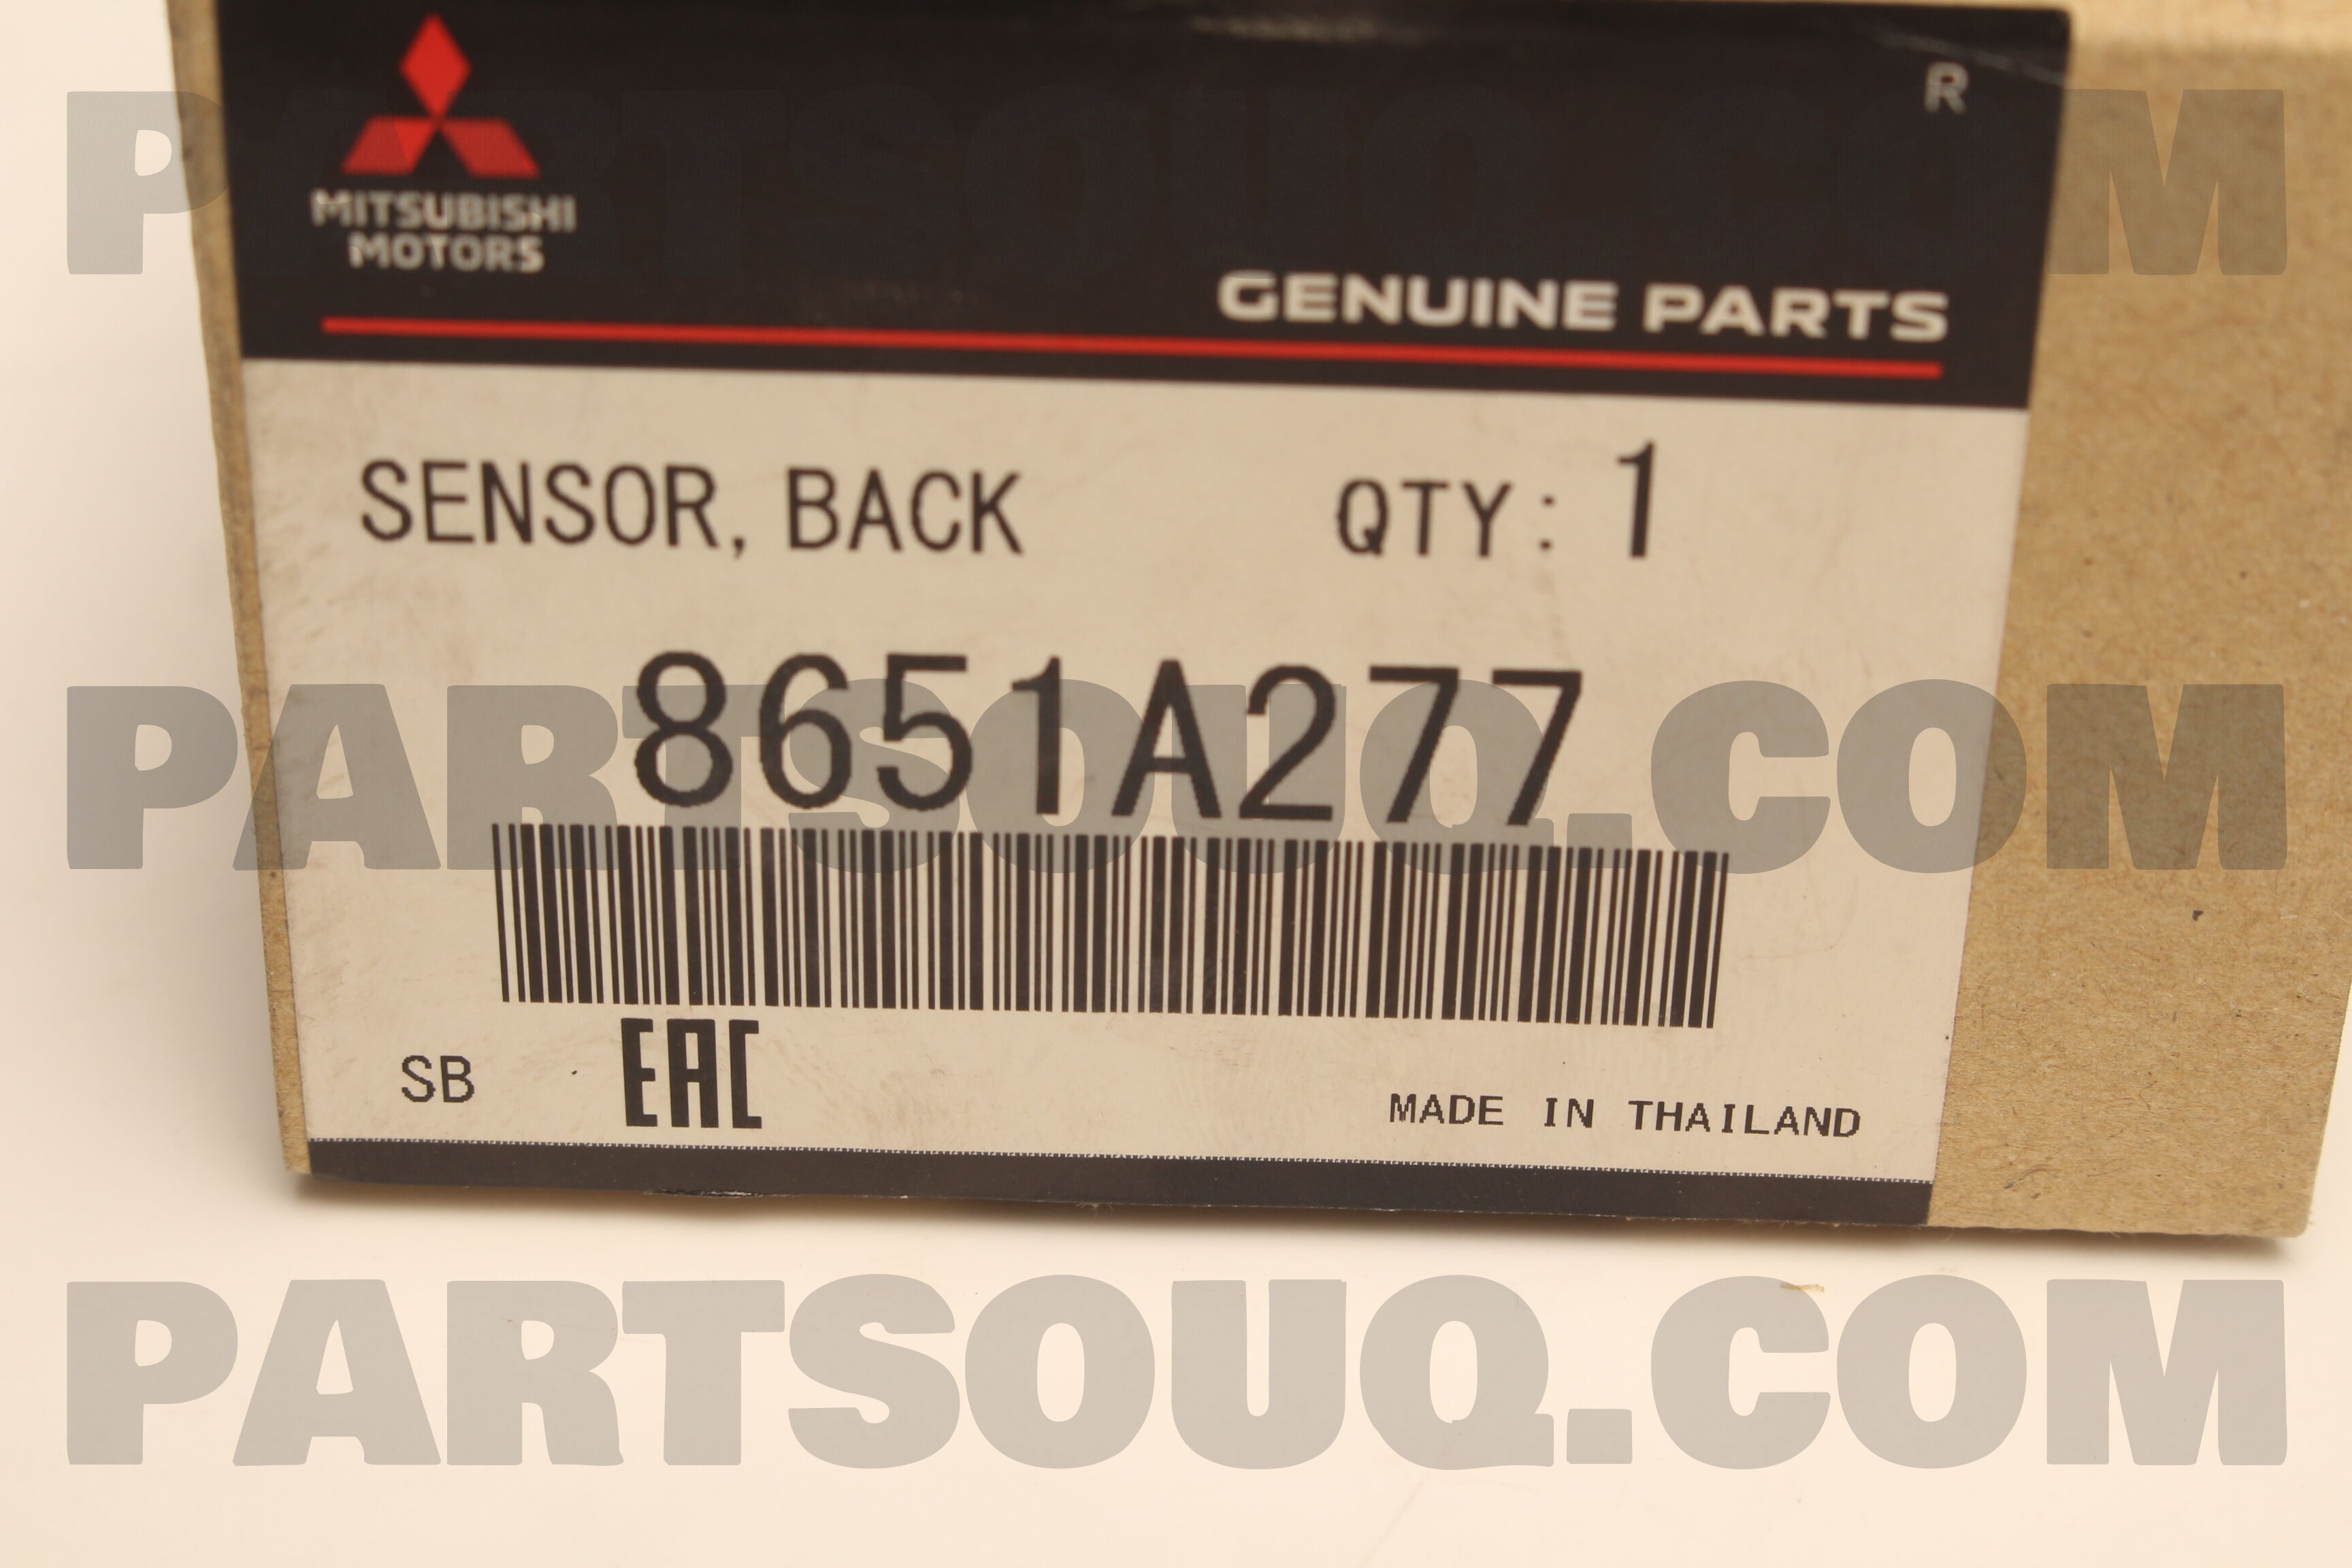 R
MITSUBISHI
MOTORS
GENUINE PARTS
SENSOR, BACK QTY: 1
8651A277
SB EAC MADE IN THAILAND
PARTSOUQ.COM
PARTSOUQ.COM
PARTSOUQ.COM